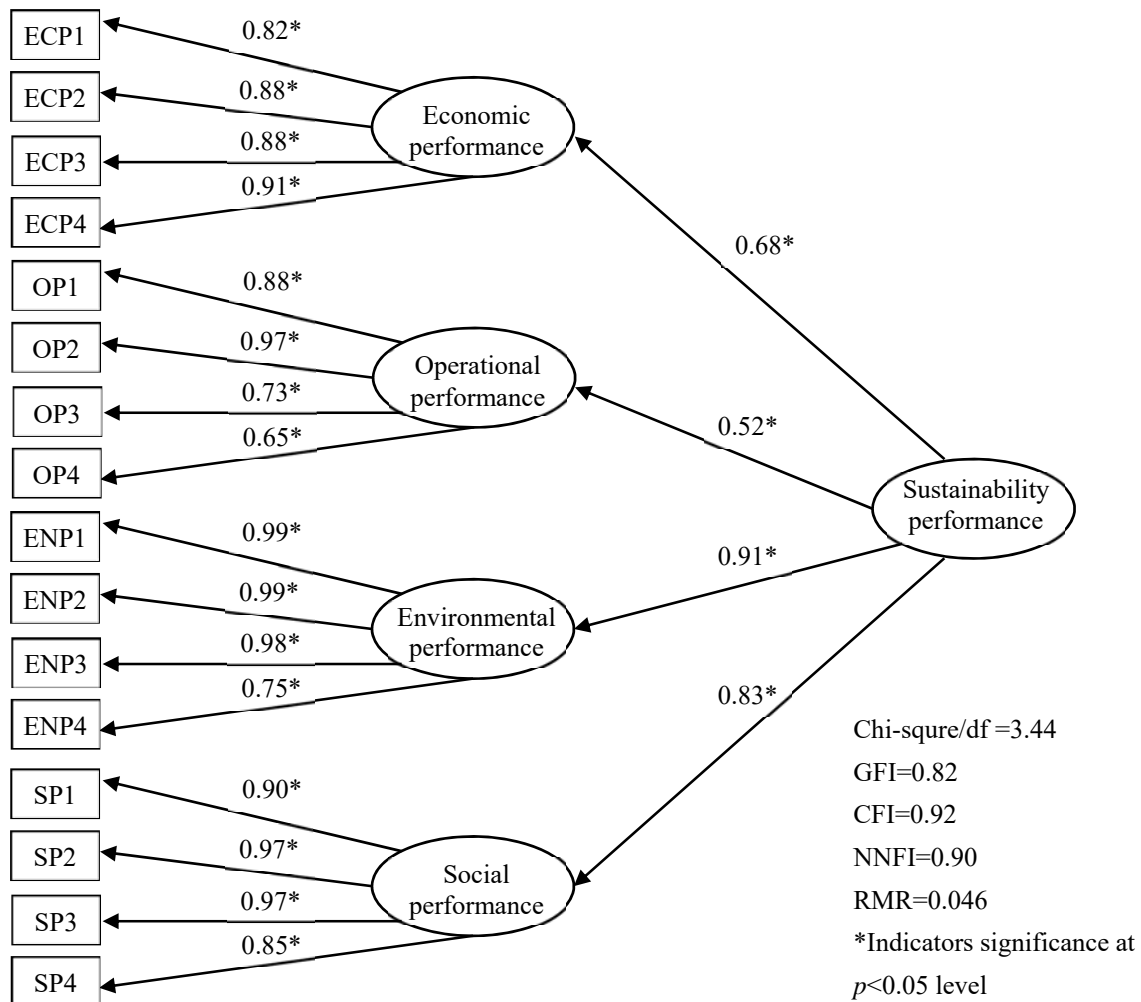 ECP1
0.82*
ECP2
0.88*
ECP3
0.88*
ECP4
0.91*
Economic
performance
OP1
0.88*
OP2
0.97*
OP3
0.73*
OP4
0.65*
Operational
performance
ENP1
0.99*
ENP2
0.99*
ENP3
0.98*
ENP4
0.75*
Environmental
performance
SP1
0.90*
SP2
0.97*
SP3
0.97*
SP4
0.85*
Social
performance
0.68*
0.52*
0.91*
0.83*
Sustainability
performance
Chi-squre/df =3.44
GFI=0.82
CFI=0.92
NNFI=0.90
RMR=0.046
*Indicators significance at
p<0.05 level